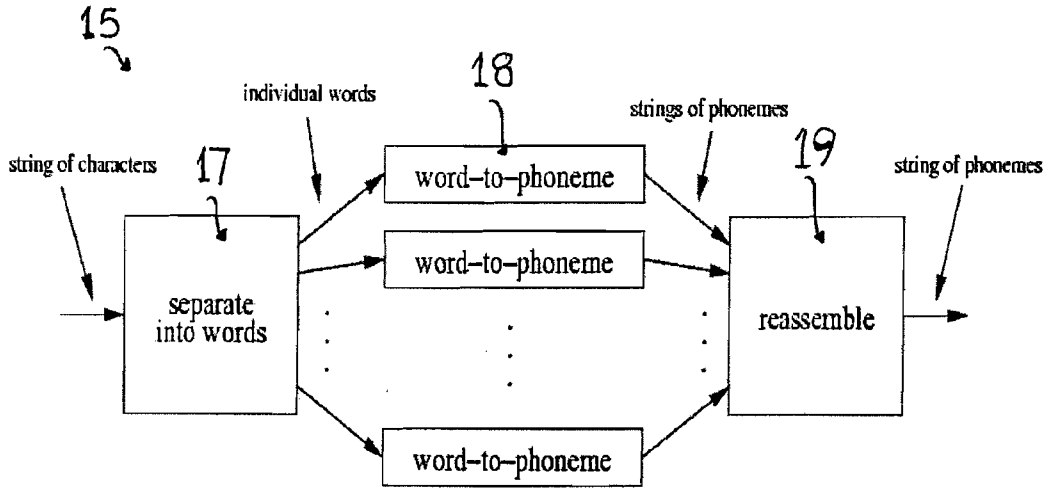 15
18
individual words
strings of phonemes
string of characters
17
word-to-phoneme
19
string of phonemes
word-to-phoneme
separate
into words
reassemble
word-to-phoneme